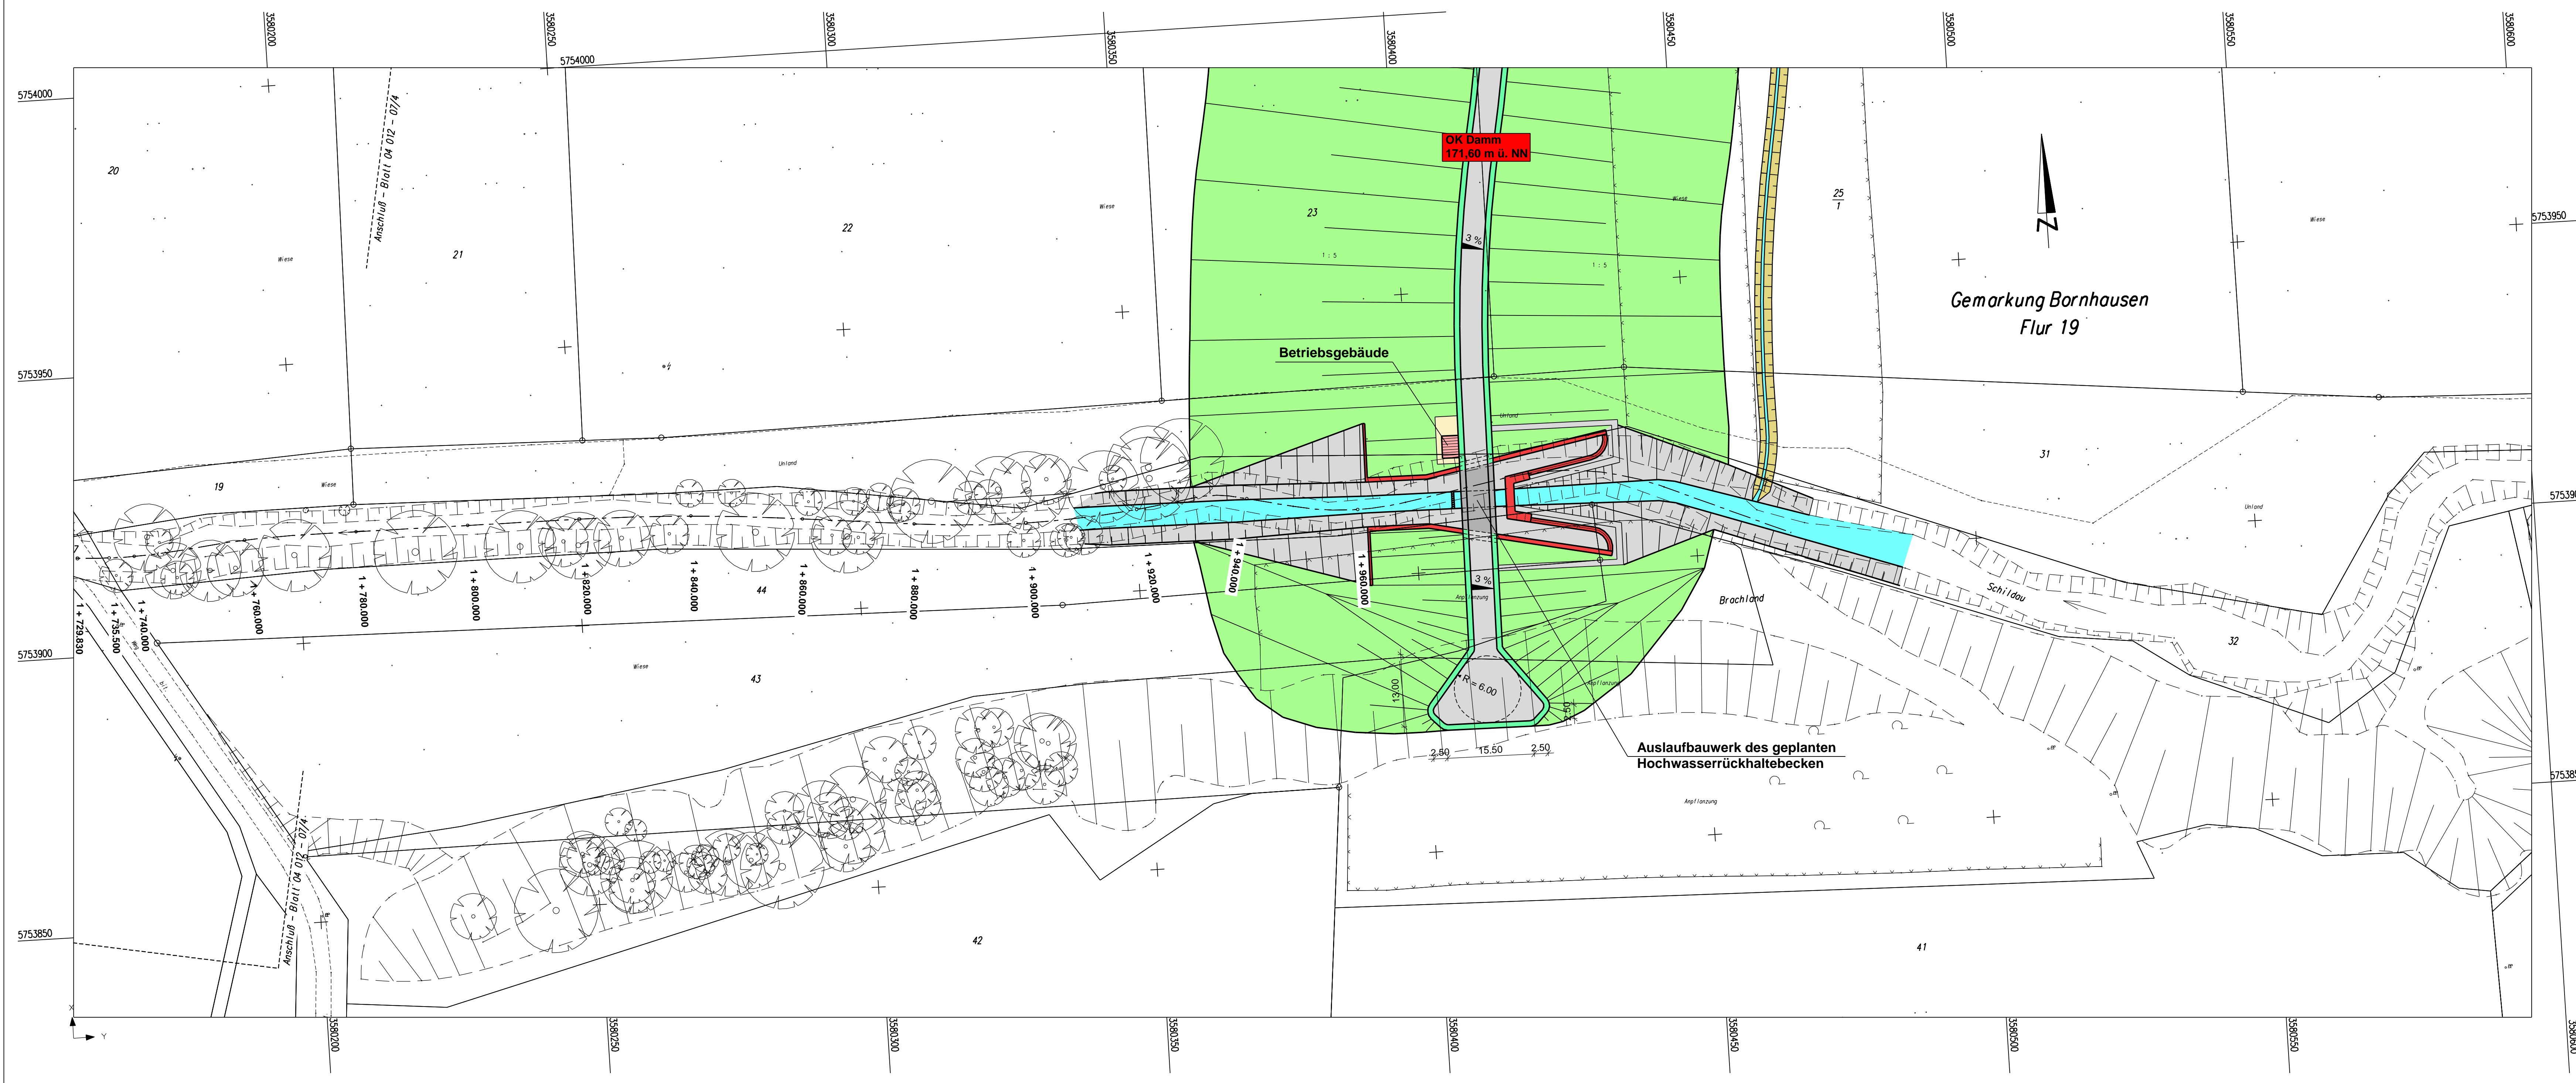 3580200
3580250
3580300
3580350
3580400
3580450
3580500
3580550
3580600
5754000
5754000
Anschluß - Blatt 04 012 - 07/4
20
21
22
23
25
1
Wiese
Wiese
Wiese
Wiese
Wiese
OK Damm
171,60 m ü. NN
3 %
1 : 5
1 : 5
N
5753950
5753950
Gemarkung Bornhausen
Flur 19
Betriebsgebäude
Unland
Unland
Unland
19
Wiese
31
32
Schildau
Brachland
3 %
Anpflanzung
Anpflanzung
44
1 + 729.830
1 + 735.500
1 + 740.000
1 + 760.000
1 + 780.000
1 + 800.000
1 + 820.000
1 + 840.000
1 + 860.000
1 + 880.000
1 + 900.000
1 + 920.000
1 + 940.000
1 + 960.000
5753900
43
Wiese
R = 6.00
13.00
2.50
2.50
15.50
2.50
Auslaufbauwerk des geplanten
Hochwasserrückhaltebecken
Anpflanzung
Anschluß - Blatt 04 012 - 07/4
5753850
42
41
X
Y
3580200
3580250
3580300
3580350
3580400
3580450
3580500
3580550
3580600